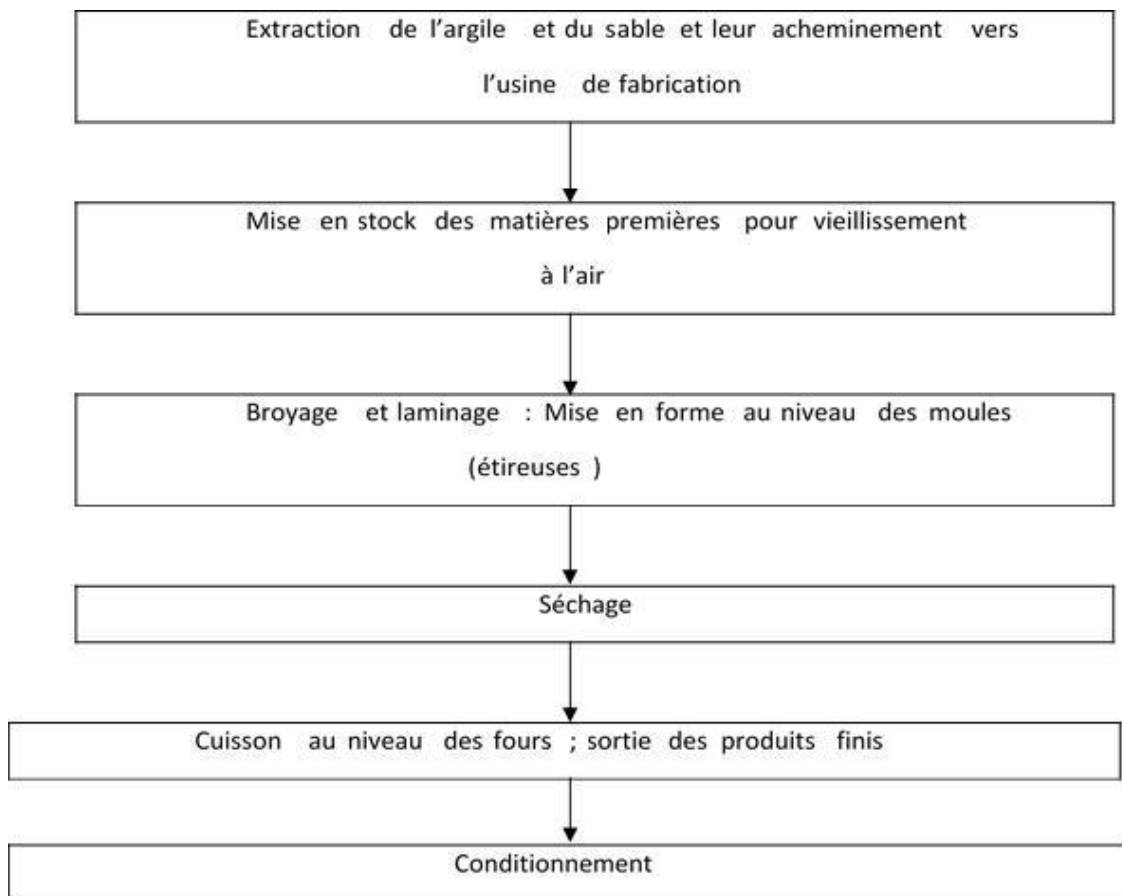 Extraction de l’argile et du sable et leur acheminement vers
l’usine de fabrication
Mise en stock des matières premières pour vieillissement
à l’air
Broyage et laminage : Mise en forme au niveau des moules
(étireuses )
Séchage
Cuisson au niveau des fours ; sortie des produits finis
Conditionnement